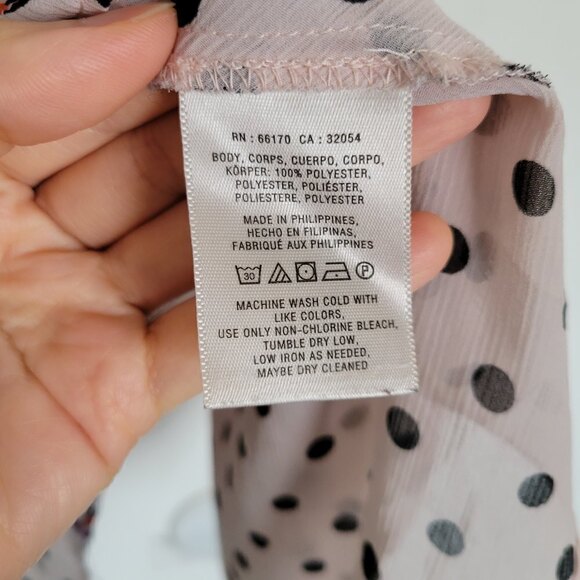 RN : 66170 CA : 32054
BODY, CORPS, CUERPO, CORPO,
KÖRPER: 100% POLYESTER,
POLYESTER, POLIÉSTER,
POLIESTERE, POLYESTER
MADE IN PHILIPPINES,
HECHO EN FILIPINAS,
FABRIQUÉ AUX PHILIPPINES
30 P
MACHINE WASH COLD WITH
LIKE COLORS,
USE ONLY NON-CHLORINE BLEACH,
TUMBLE DRY LOW,
LOW IRON AS NEEDED,
MAYBE DRY CLEANED